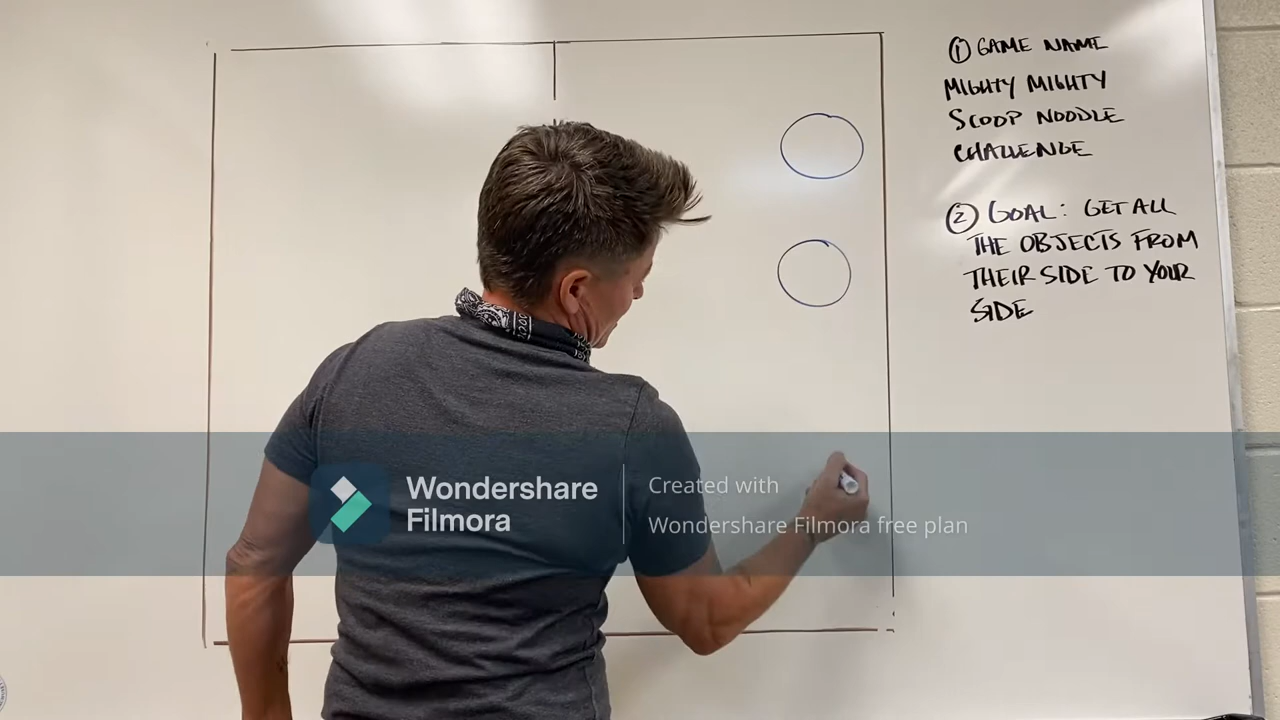 ① GAME NAME
MIGHTY MIGHTY
SCOOP NOODLE
CHALLENGE
② GOAL: GET ALL
THE OBJECTS FROM
THEIR SIDE TO YOUR
SIDE
Wondershare
Filmora
Created with
Wondershare Filmora free plan